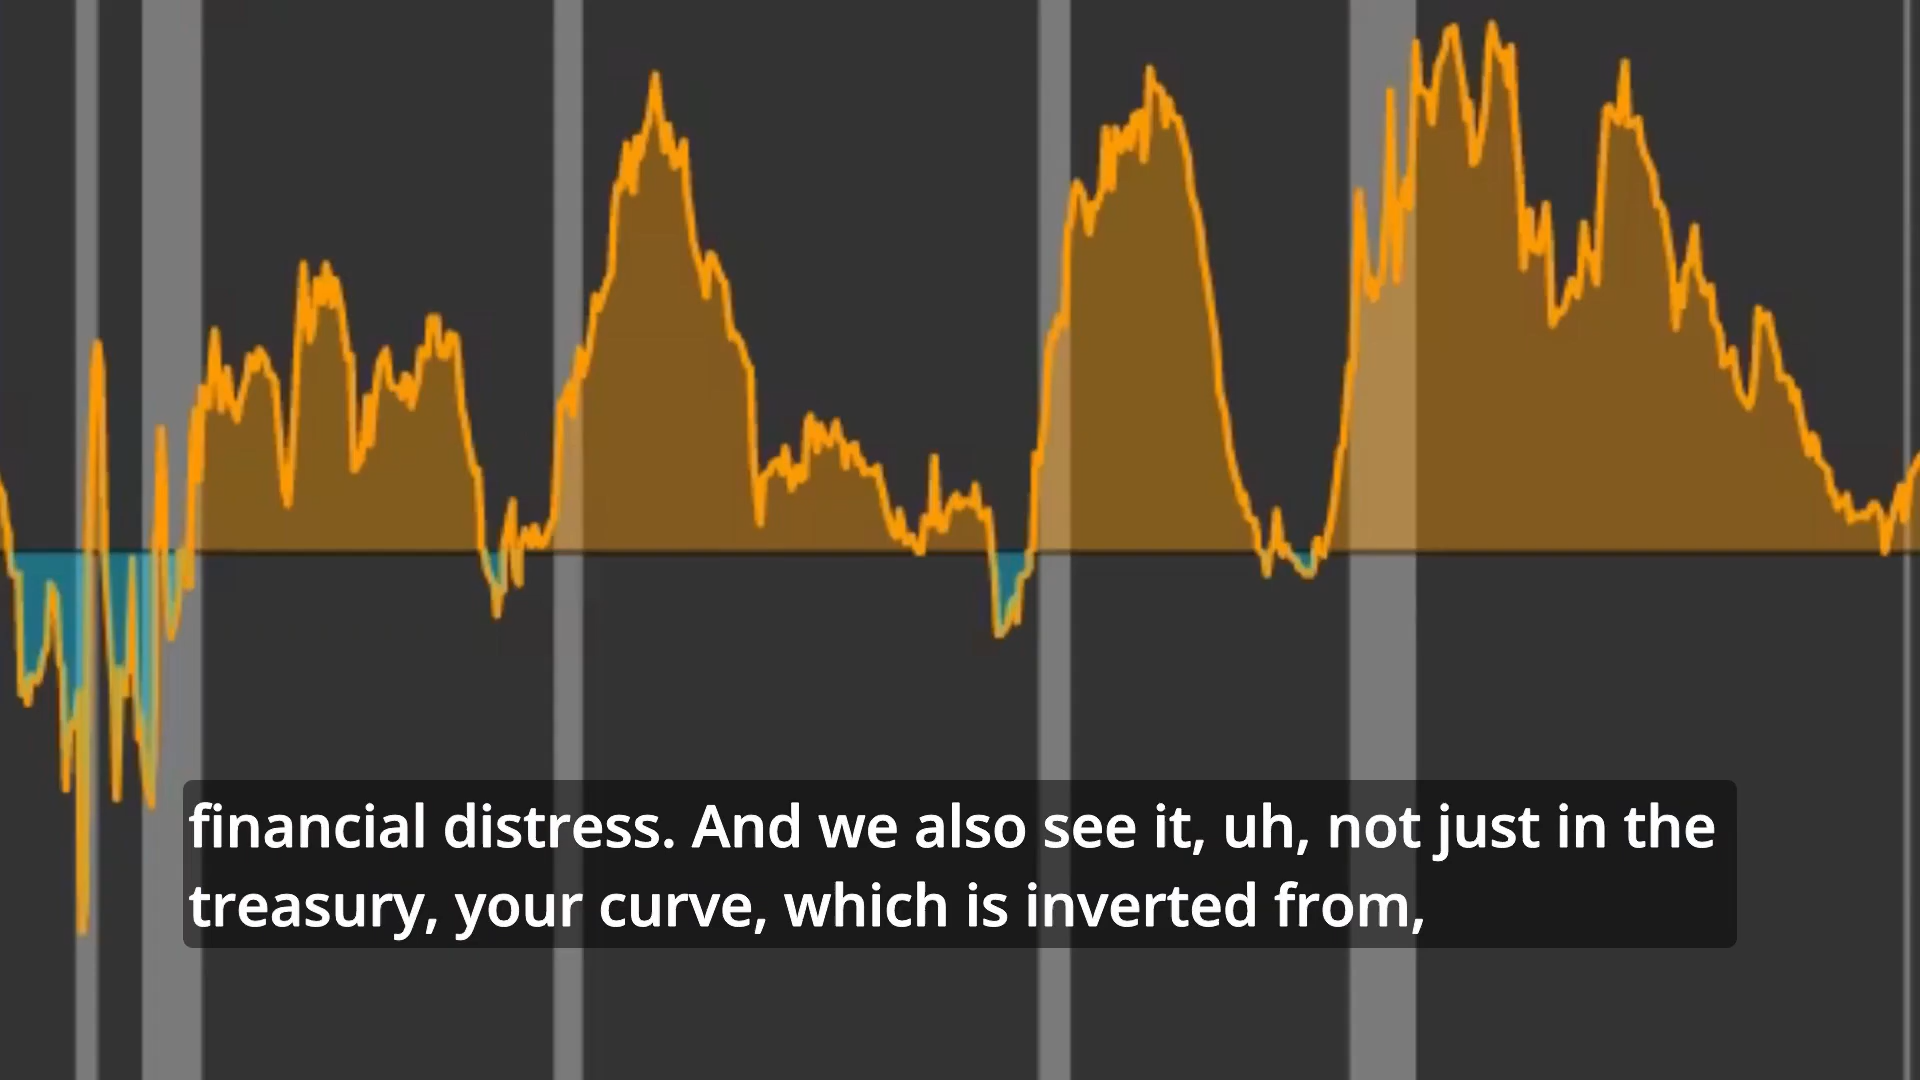 financial distress. And we also see it, uh, not just in the
treasury, your curve, which is inverted from,